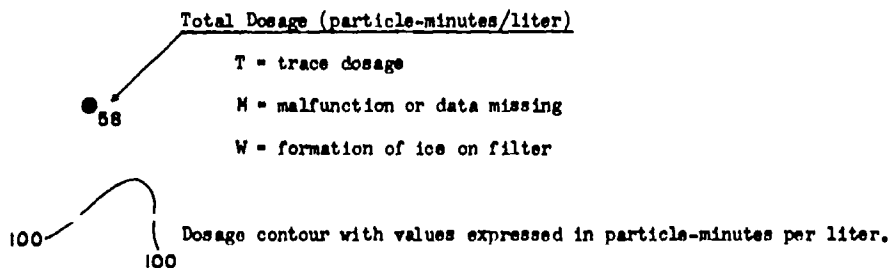 Total Dosage (particle-minutes/liter)
T = trace dosage
M = malfunction or data missing
58
W = formation of ice on filter
100
Dosage contour with values expressed in particle-minutes per liter.
100